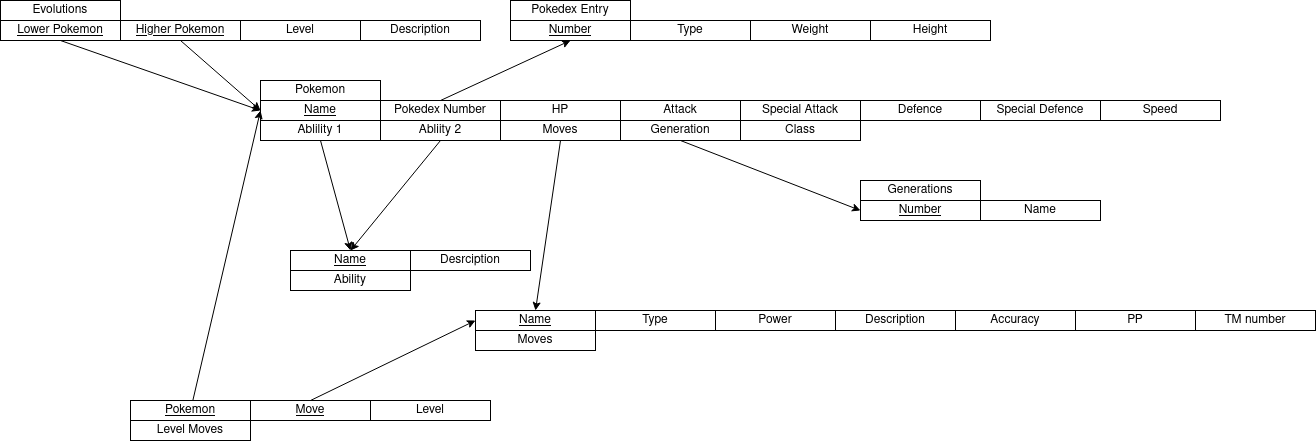 Evolutions
Lower Pokemon Higher Pokemon Level Description
Pokedex Entry
Number Type Weight Height
Pokemon
Name Pokedex Number HP Attack Special Attack Defence Special Defence Speed
Ablility 1 Abliity 2 Moves Generation Class
Generations
Number Name
Name Desrciption
Ability
Name Type Power Description Accuracy PP TM number
Moves
Pokemon Move Level
Level Moves